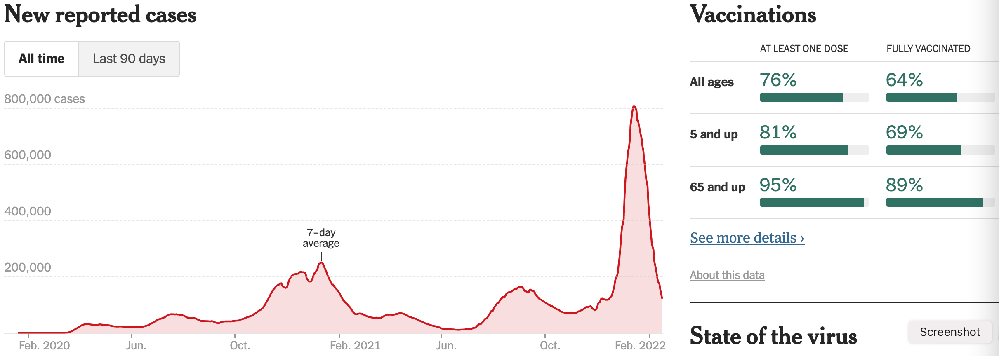 New reported cases
All time
Last 90 days
800,000 cases
600,000
400,000
200,000
7–day
average
Feb. 2020
Jun.
Oct.
Feb. 2021
Jun.
Oct.
Feb. 2022
Vaccinations
AT LEAST ONE DOSE FULLY VACCINATED
All ages 76% 64%
5 and up 81% 69%
65 and up 95% 89%
See more details ›
About this data
State of the virus
Screenshot